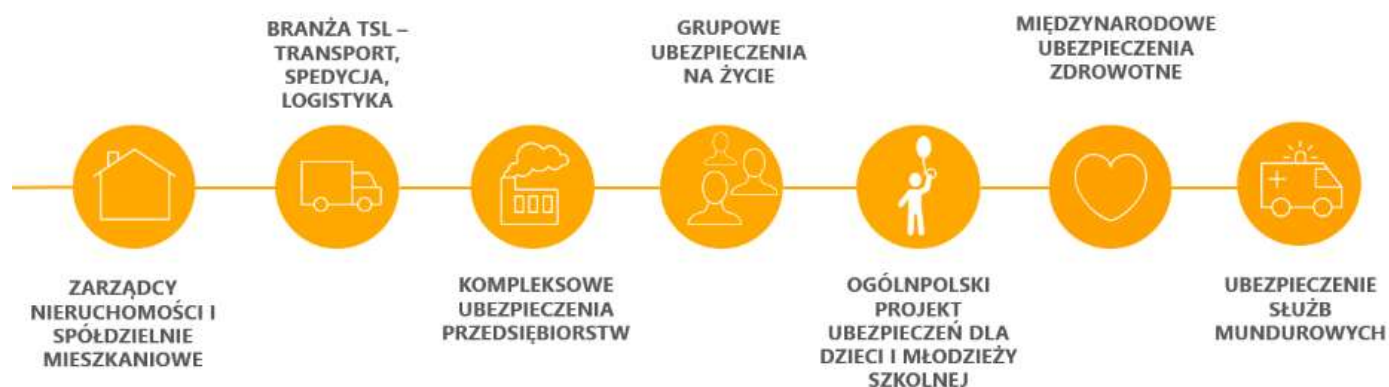 ZARZĄDCY
NIERUCHOMOŚCI I
SPÓŁDZIELNIE
MIESZKANIOWE
BRANŻA TSL –
TRANSPORT,
SPEDYCJA,
LOGISTYKA
KOMPLEKSOWE
UBEZPIECZENIA
PRZEDSIĘBIORSTW
GRUPOWE
UBEZPIECZENIA
NA ŻYCIE
OGÓLNPOLSKI
PROJEKT
UBEZPIECZEŃ DLA
DZIECI I MŁODZIEŻY
SZKOLNEJ
MIĘDZYNARODOWE
UBEZPIECZENIA
ZDROWOTNE
UBEZPIECZENIE
SŁUŻB
MUNDUROWYCH